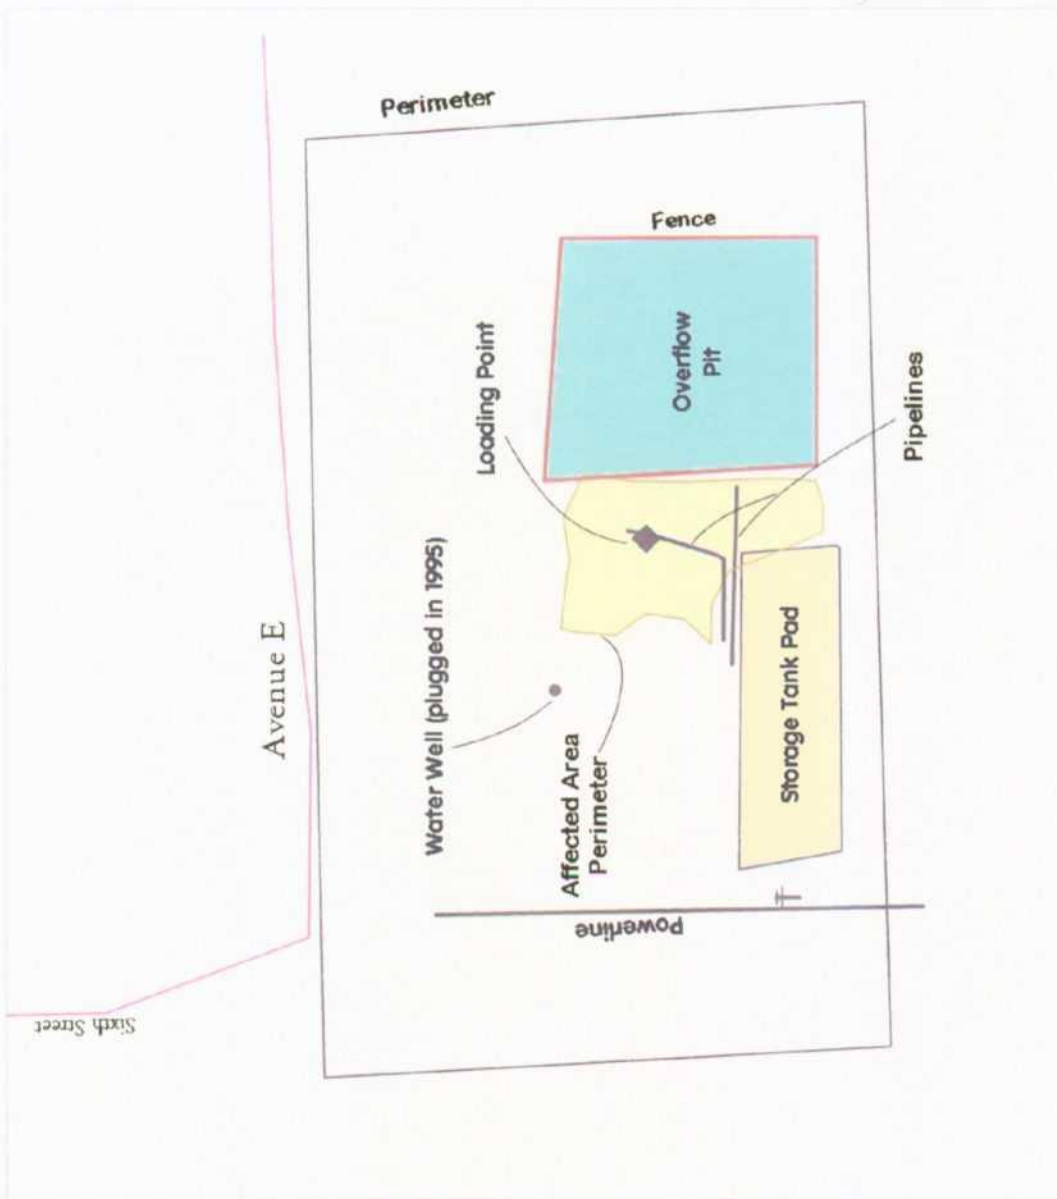 Perimeter
Fence
Overflow
Pit
Loading Point
Pipelines
Water Well (plugged in 1995)
Avenue E
Affected Area
Perimeter
Storage Tank Pad
Powerline
Sixth Street